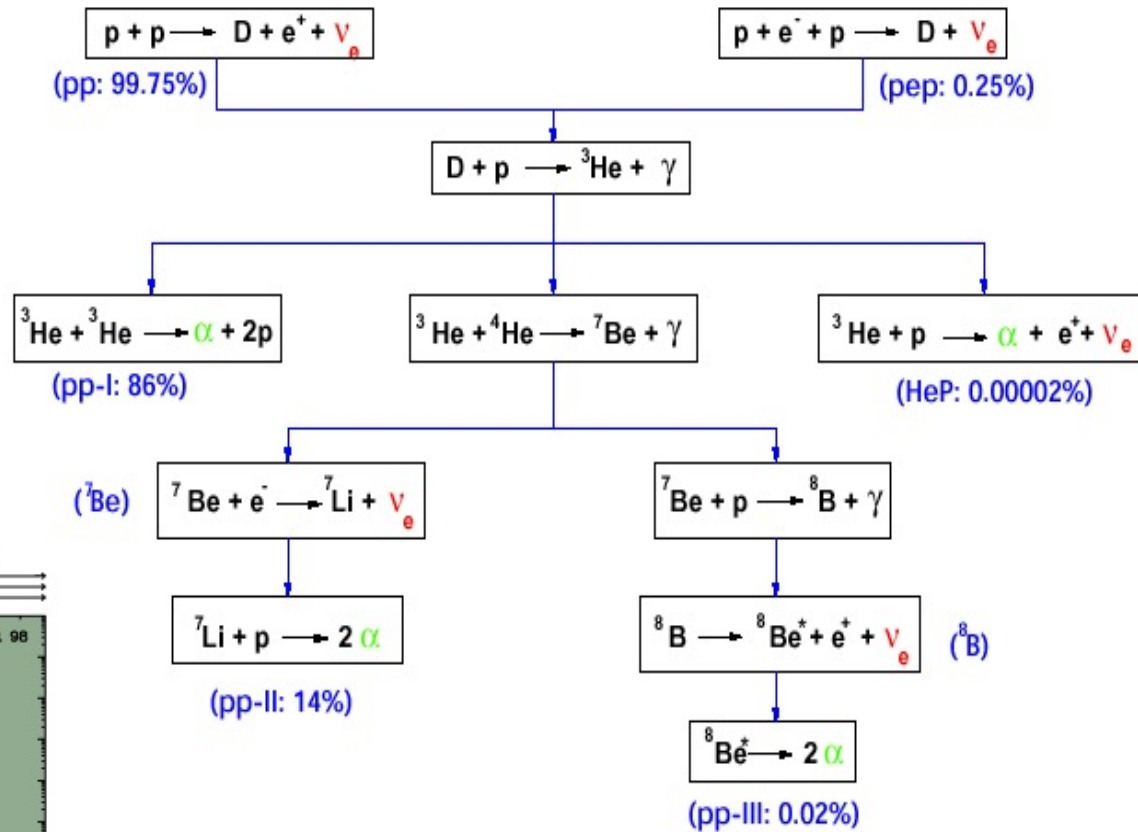 p + p → D + e⁺ + νₑ
p + e⁻ + p → D + νₑ
(pp: 99.75%)
(pep: 0.25%)
D + p → ³He + γ
³He + ³He → α + 2p
³He + ⁴He → ⁷Be + γ
³He + p → α + e⁺ + νₑ
(pp-I: 86%)
(HeP: 0.00002%)
(⁷Be)
⁷Be + e⁻ → ⁷Li + νₑ
⁷Be + p → ⁸B + γ
⁷Li + p → 2 α
⁸B → ⁸Be* + e⁺ + νₑ
(⁸B)
98
(pp-II: 14%)
⁸Be* → 2 α
(pp-III: 0.02%)